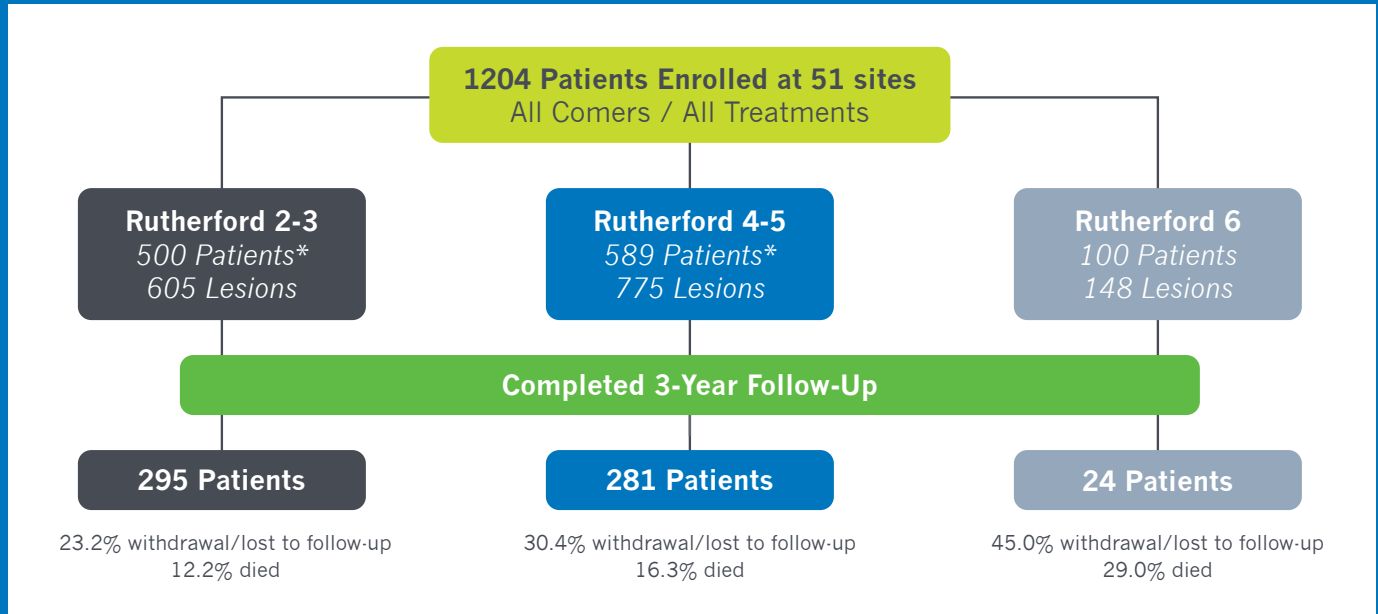 1204 Patients Enrolled at 51 sites
All Comers / All Treatments
Rutherford 2-3
500 Patients*
605 Lesions
Rutherford 4-5
589 Patients*
775 Lesions
Rutherford 6
100 Patients
148 Lesions
Completed 3-Year Follow-Up
295 Patients
281 Patients
24 Patients
23.2% withdrawal/lost to follow-up
12.2% died
30.4% withdrawal/lost to follow-up
16.3% died
45.0% withdrawal/lost to follow-up
29.0% died